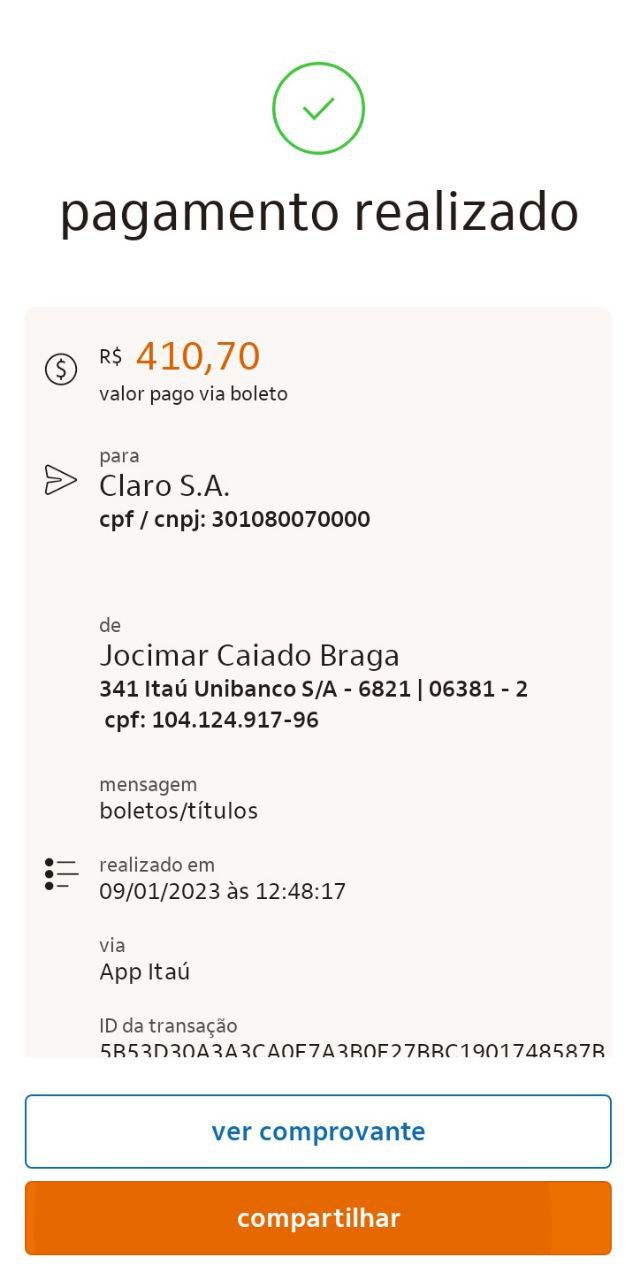 pagamento realizado
R$ 410,70
valor pago via boleto
para
Claro S.A.
cpf / cnpj: 301080070000
de
Jocimar Caiado Braga
341 Itaú Unibanco S/A - 6821 | 06381 - 2
cpf: 104.124.917-96
mensagem
boletos/títulos
realizado em
09/01/2023 às 12:48:17
via
App Itaú
ID da transação
ver comprovante
compartilhar